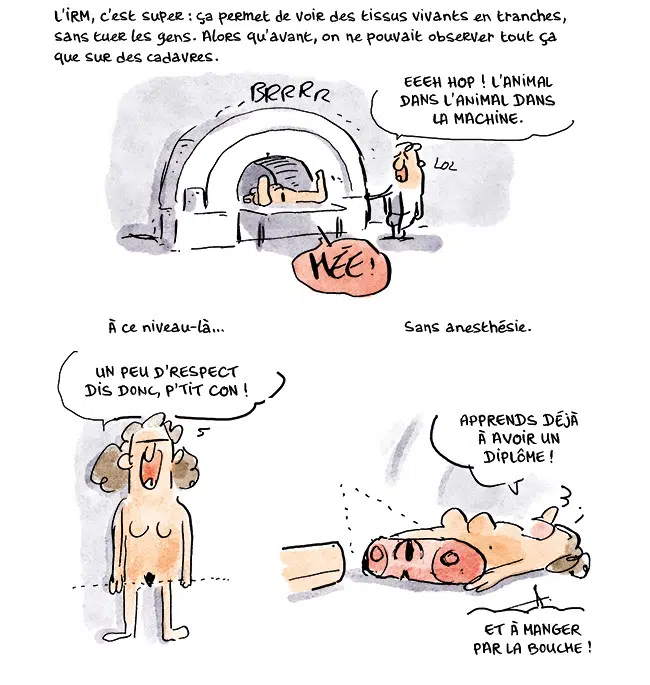 L'IRM, c'est super : ça permet de voir des tissus vivants en tranches,
sans tuer les gens. Alors qu'avant, on ne pouvait observer tout ça
que sur des cadavres.
BRRRR
EEEH HOP ! L'ANIMAL
DANS L'ANIMAL DANS
LA MACHINE.
LOL
HÉE !
À ce niveau-là...
Sans anesthésie.
UN PEU D'RESPECT
DIS DONC, P'TIT CON !
APPRENDS DÉJÀ
À AVOIR UN
DIPLÔME !
ET À MANGER
PAR LA BOUCHE !